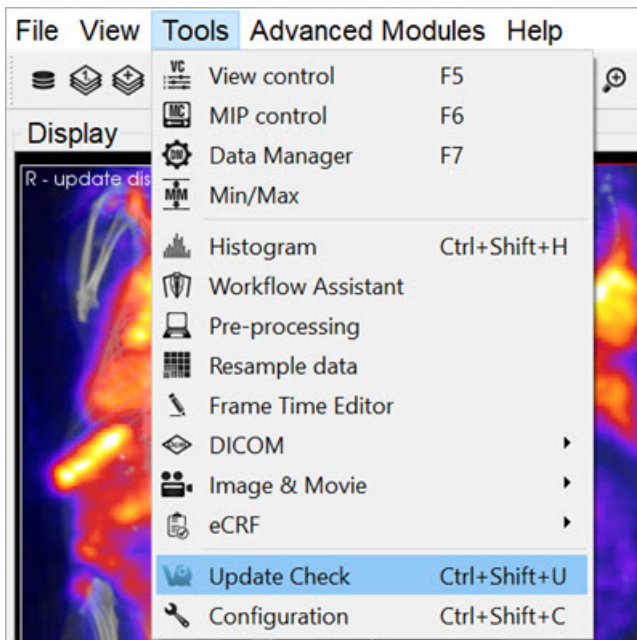 File View Tools Advanced Modules Help
VC View control F5
MC MIP control F6
Display
DM Data Manager F7
R - update dis
MM Min/Max
Histogram Ctrl+Shift+H
Workflow Assistant
Pre-processing
Resample data
Frame Time Editor
DICOM
Image & Movie
eCRF
VQ Update Check Ctrl+Shift+U
Configuration Ctrl+Shift+C